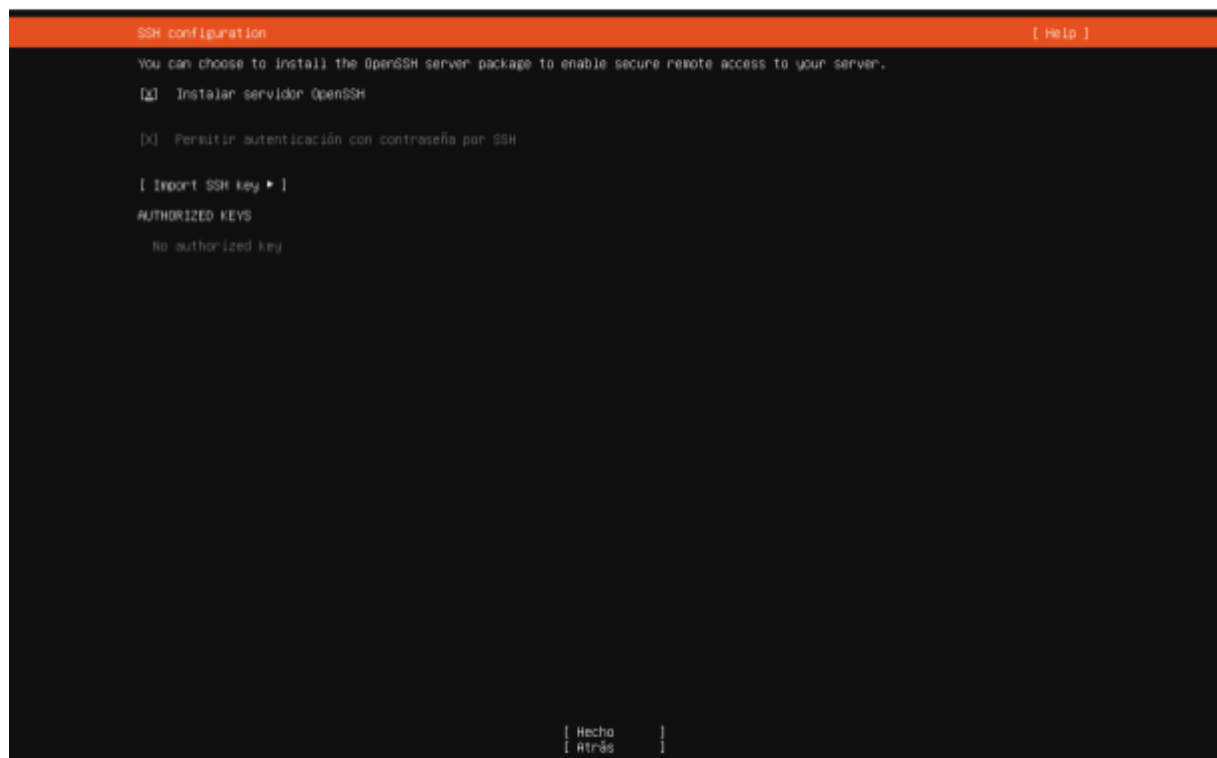 SSH configuration [ Help ]
You can choose to install the OpenSSH server package to enable secure remote access to your server.
[X] Instalar servidor OpenSSH
[X] Permitir autenticación con contraseña por SSH
[ Import SSH key ▸ ]
AUTHORIZED KEYS
No authorized key
[ Hecho ]
[ Atrás ]